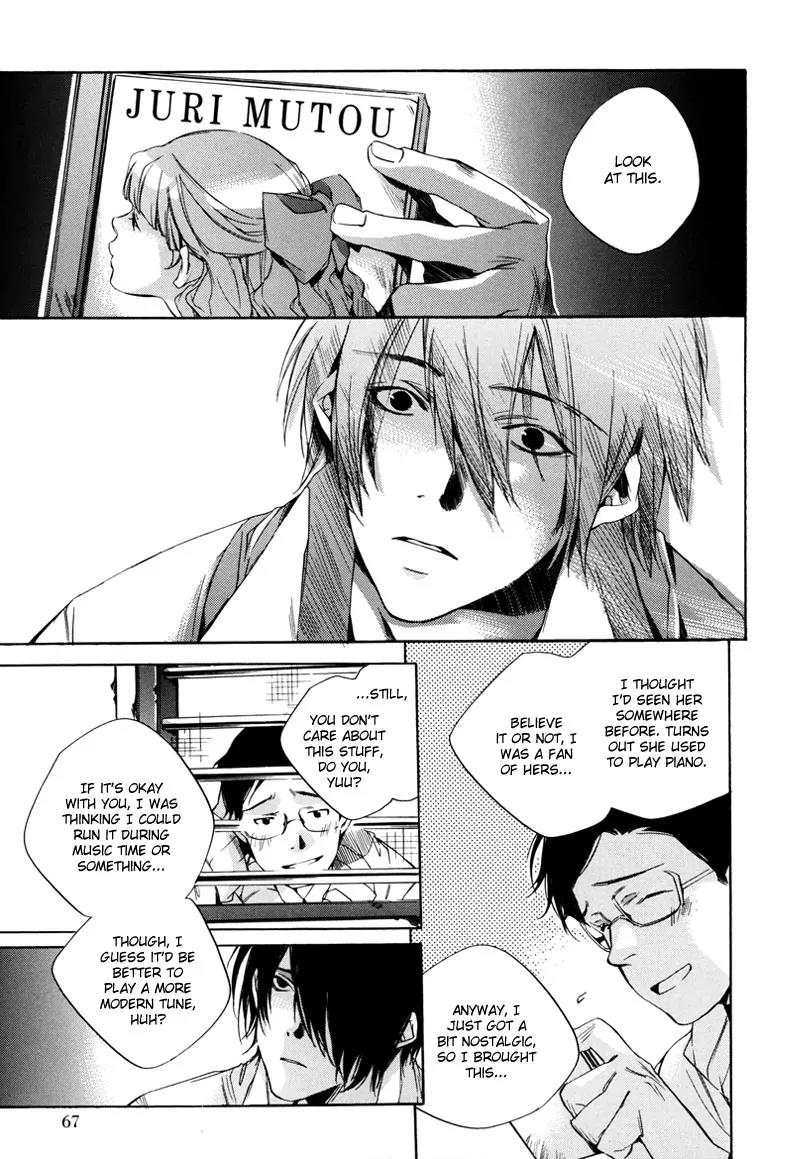 JURI MUTOU
LOOK
AT THIS.
I THOUGHT
I'D SEEN HER
SOMEWHERE
BEFORE. TURNS
OUT SHE USED
TO PLAY PIANO.
BELIEVE
IT OR NOT, I
WAS A FAN
OF HERS...
ANYWAY, I
JUST GOT A
BIT NOSTALGIC,
SO I BROUGHT
THIS...
...STILL,
YOU DON'T
CARE ABOUT
THIS STUFF,
DO YOU,
YUU?
IF IT'S OKAY
WITH YOU, I WAS
THINKING I COULD
RUN IT DURING
MUSIC TIME OR
SOMETHING...
THOUGH, I
GUESS IT'D BE
BETTER TO
PLAY A MORE
MODERN TUNE,
HUH?
67